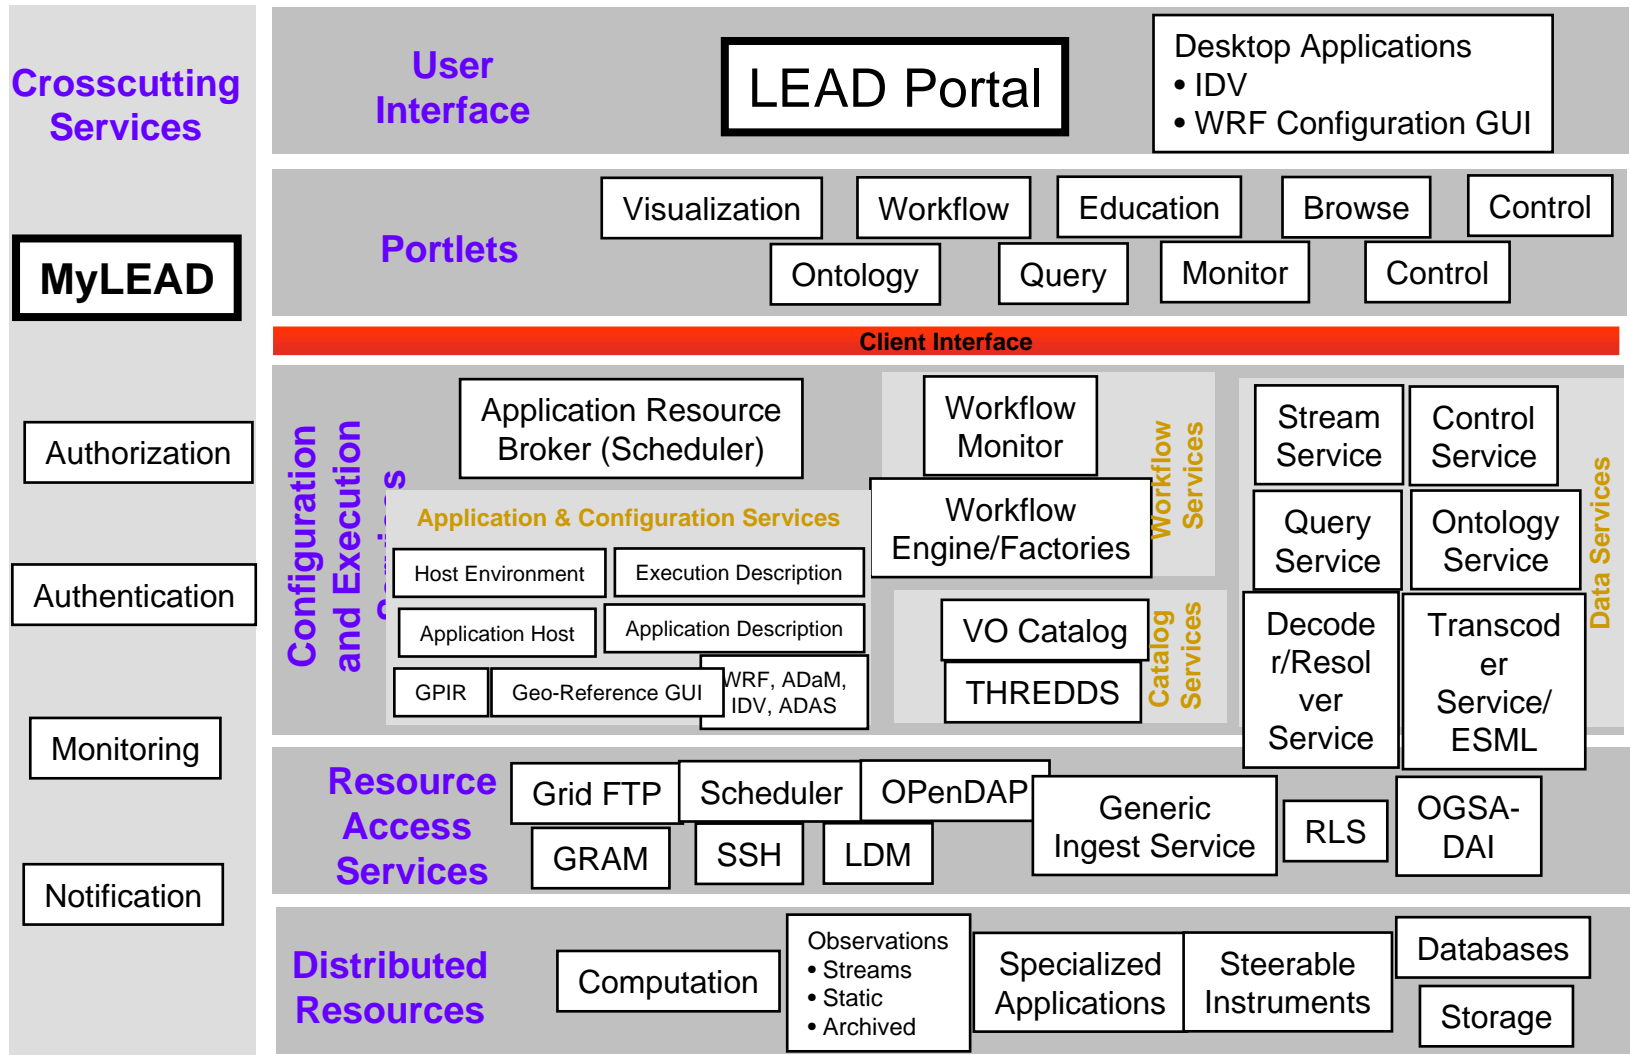 Crosscutting
Services
MyLEAD
Authorization
Authentication
Monitoring
Notification
User
Interface
LEAD Portal
Desktop Applications
• IDV
• WRF Configuration GUI
Portlets
Visualization
Workflow
Education
Browse
Control
Ontology
Query
Monitor
Control
Client Interface
Configuration
and Execution
Services
Application Resource
Broker (Scheduler)
Application & Configuration Services
Host Environment
Execution Description
Application Host
Application Description
GPIR
Geo-Reference GUI
WRF, ADaM,
IDV, ADAS
Workflow
Monitor
Workflow
Engine/Factories
Workflow
Services
VO Catalog
THREDDS
Catalog
Services
Stream
Service
Control
Service
Query
Service
Ontology
Service
Decode
r/Resol
ver
Service
Transcod
er
Service/
ESML
Data Services
Resource
Access
Services
Grid FTP
Scheduler
OPenDAP
Generic
Ingest Service
RLS
OGSA-
DAI
GRAM
SSH
LDM
Distributed
Resources
Computation
Observations
• Streams
• Static
• Archived
Specialized
Applications
Steerable
Instruments
Databases
Storage